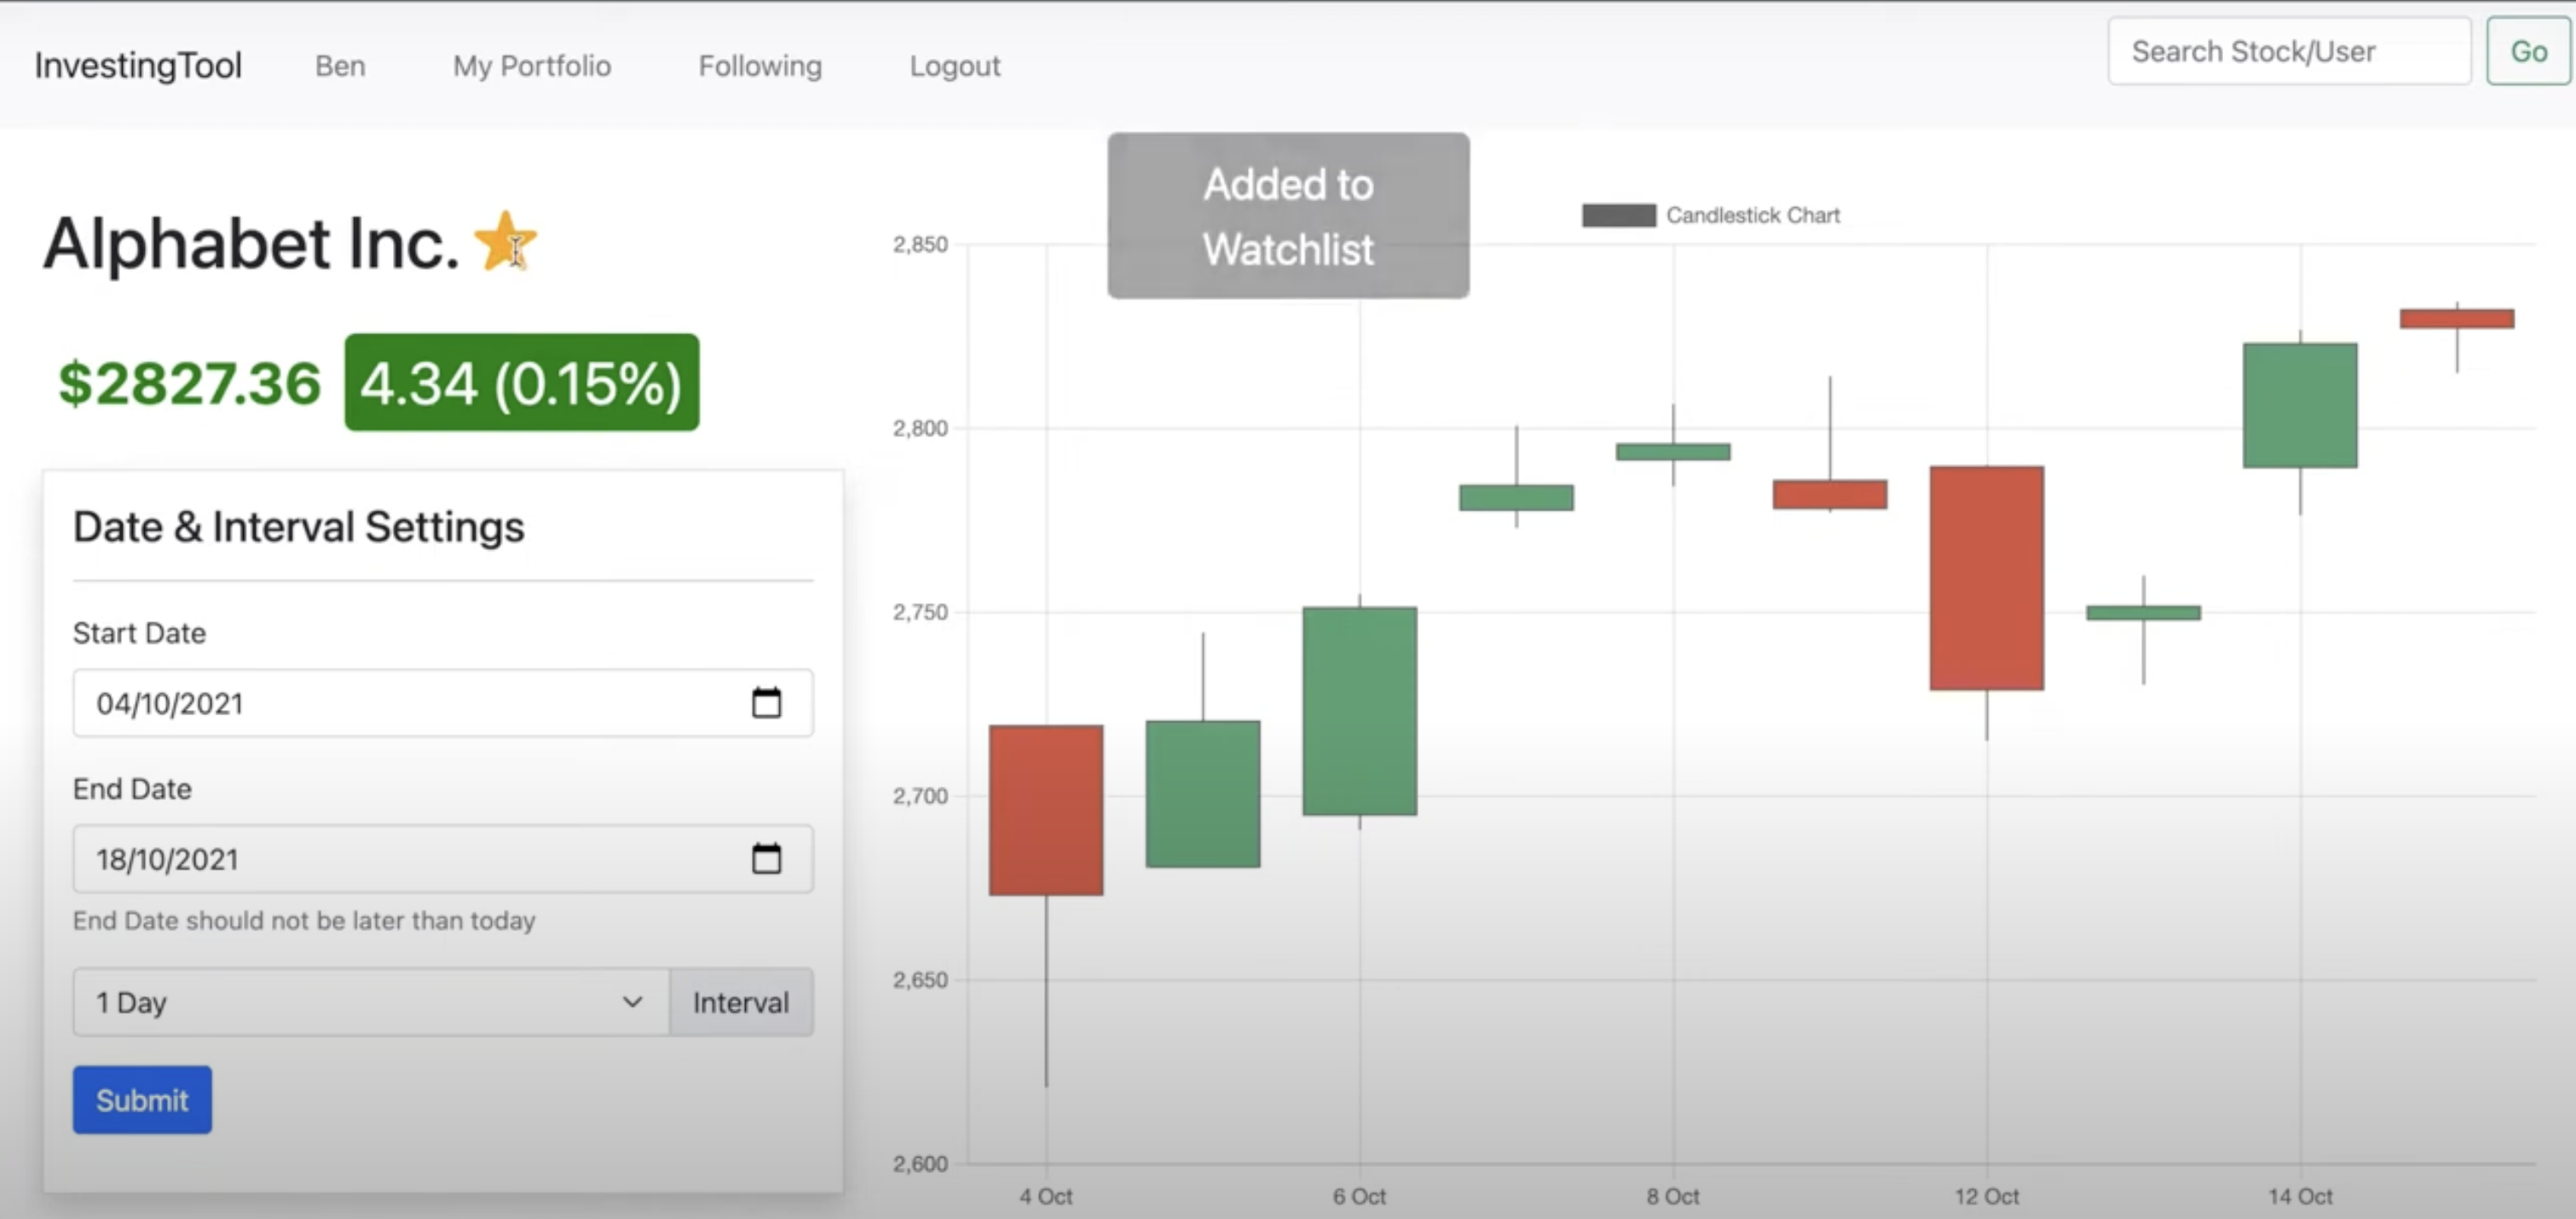 InvestingTool
Ben
My Portfolio
Following
Logout
Search Stock/User
Go
Added to
Watchlist
Alphabet Inc.
$2827.36
4.34 (0.15%)
Date & Interval Settings
Start Date
04/10/2021
End Date
18/10/2021
End Date should not be later than today
1 Day
Interval
Submit
Candlestick Chart
2,850
2,800
2,750
2,700
2,650
2,600
4 Oct
6 Oct
8 Oct
12 Oct
14 Oct